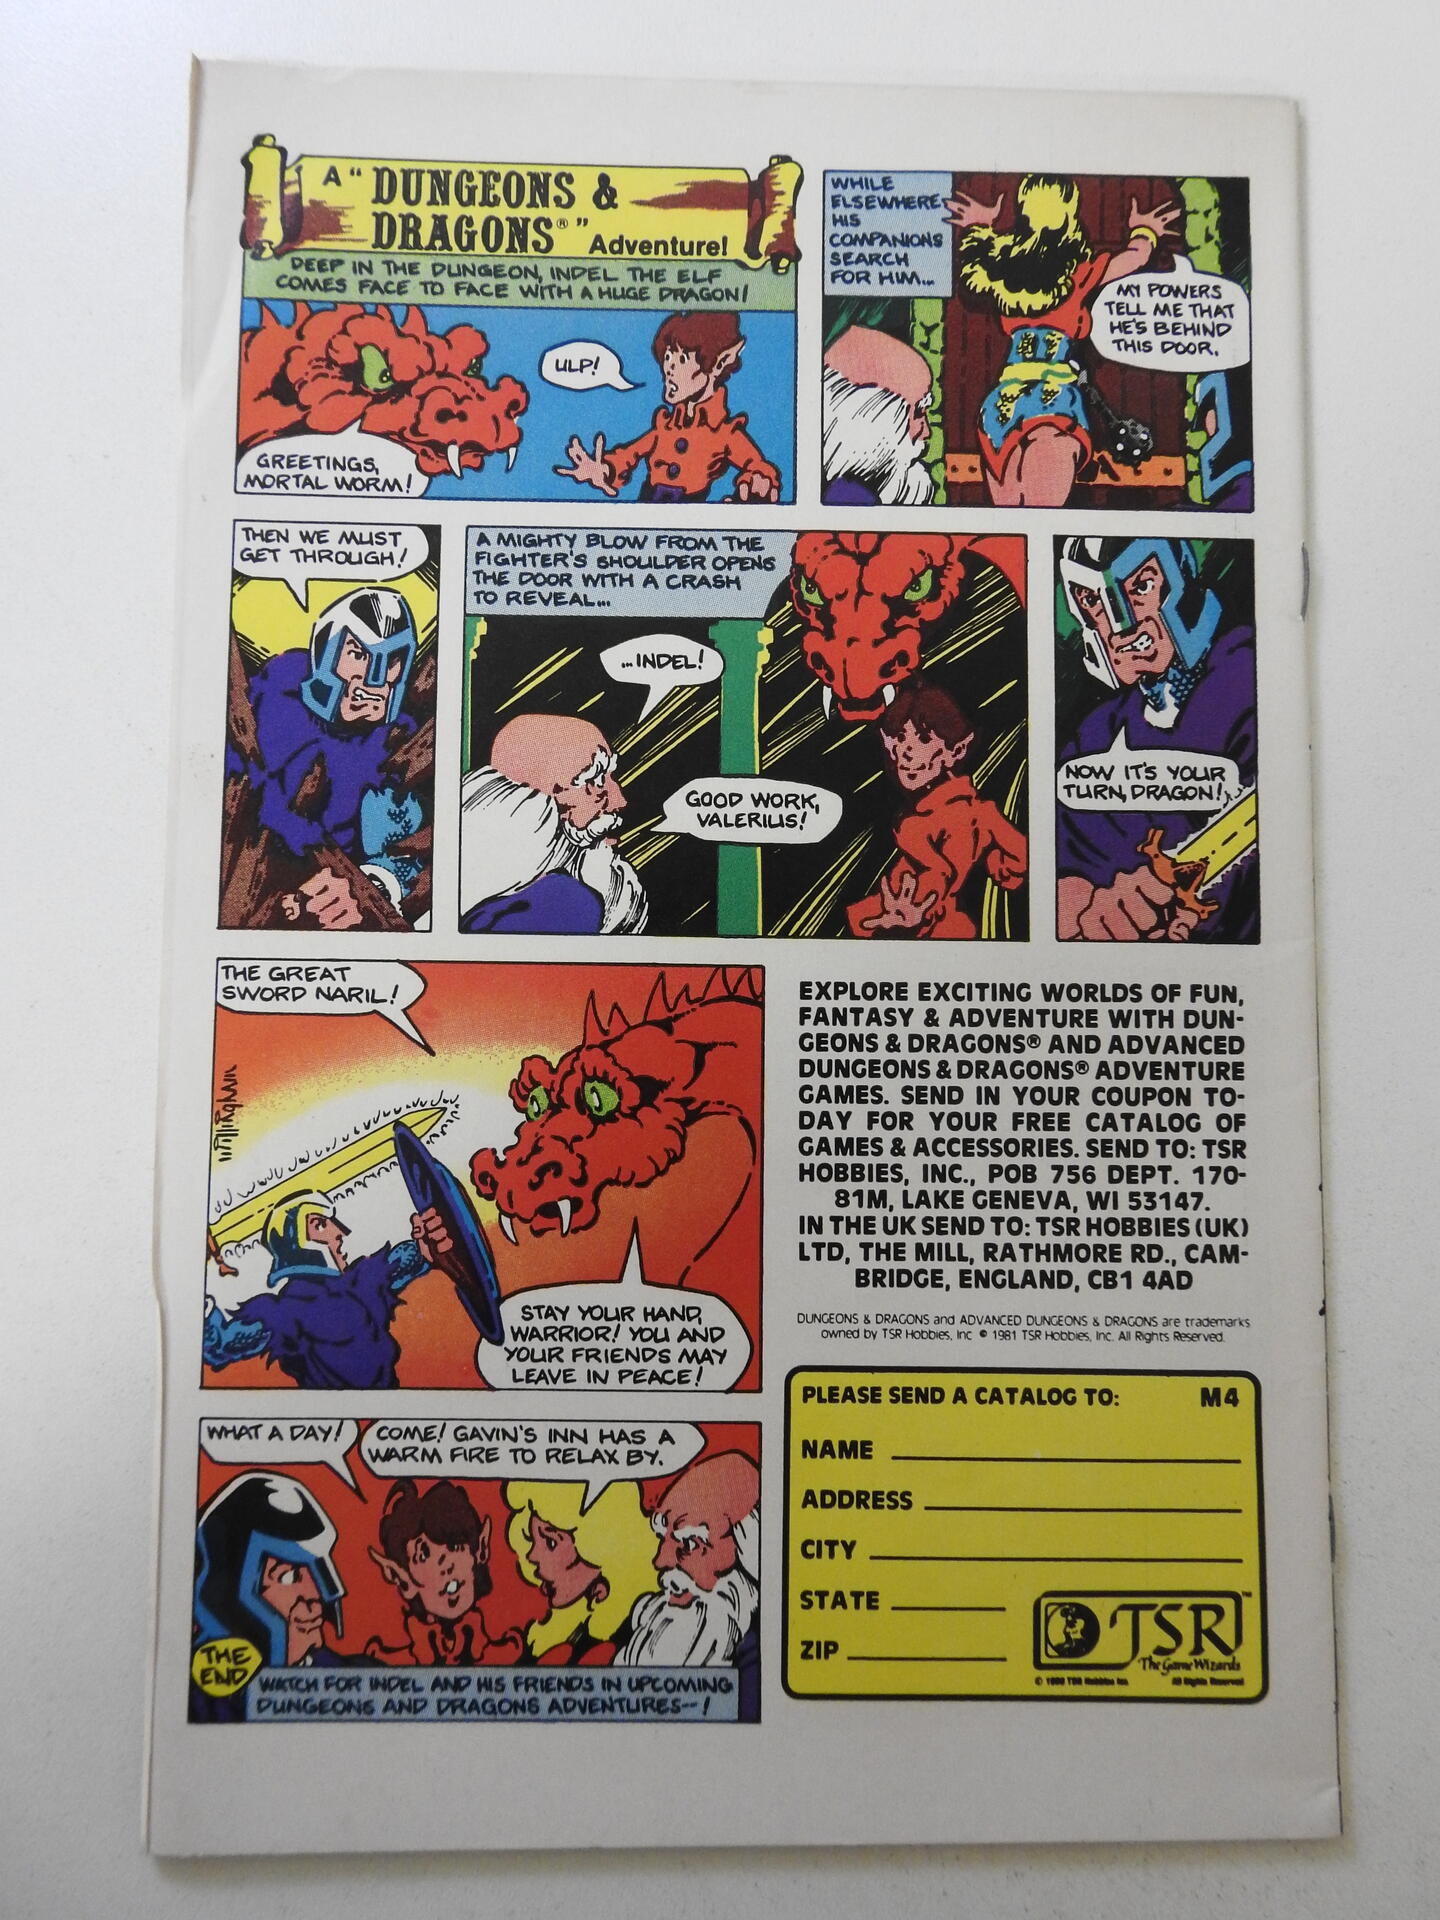 A "DUNGEONS &
DRAGONS®" Adventure!
DEEP IN THE DUNGEON, INDEL THE ELF
COMES FACE TO FACE WITH A HUGE DRAGON!
ULP!
GREETINGS,
MORTAL WORM!
WHILE
ELSEWHERE,
HIS
COMPANIONS
SEARCH
FOR HIM...
MY POWERS
TELL ME THAT
HE'S BEHIND
THIS DOOR.
THEN WE MUST
GET THROUGH!
A MIGHTY BLOW FROM THE
FIGHTER'S SHOULDER OPENS
THE DOOR WITH A CRASH
TO REVEAL...
...INDEL!
GOOD WORK,
VALERIUS!
NOW IT'S YOUR
TURN, DRAGON!
THE GREAT
SWORD NARIL!
Willingham
STAY YOUR HAND,
WARRIOR! YOU AND
YOUR FRIENDS MAY
LEAVE IN PEACE!
WHAT A DAY!
COME! GAVIN'S INN HAS A
WARM FIRE TO RELAX BY.
THE
END
WATCH FOR INDEL AND HIS FRIENDS IN UPCOMING
DUNGEONS AND DRAGONS ADVENTURES--!
EXPLORE EXCITING WORLDS OF FUN,
FANTASY & ADVENTURE WITH DUN-
GEONS & DRAGONS® AND ADVANCED
DUNGEONS & DRAGONS® ADVENTURE
GAMES. SEND IN YOUR COUPON TO-
DAY FOR YOUR FREE CATALOG OF
GAMES & ACCESSORIES. SEND TO: TSR
HOBBIES, INC., POB 756 DEPT. 170-
81M, LAKE GENEVA, WI 53147.
IN THE UK SEND TO: TSR HOBBIES (UK)
LTD, THE MILL, RATHMORE RD., CAM-
BRIDGE, ENGLAND, CB1 4AD
DUNGEONS & DRAGONS and ADVANCED DUNGEONS & DRAGONS are trademarks
owned by TSR Hobbies, Inc © 1981 TSR Hobbies, Inc. All Rights Reserved.
PLEASE SEND A CATALOG TO: M4
NAME
ADDRESS
CITY
STATE
ZIP
TSR™
The Game Wizards
© 1980 TSR Hobbies Inc All Rights Reserved